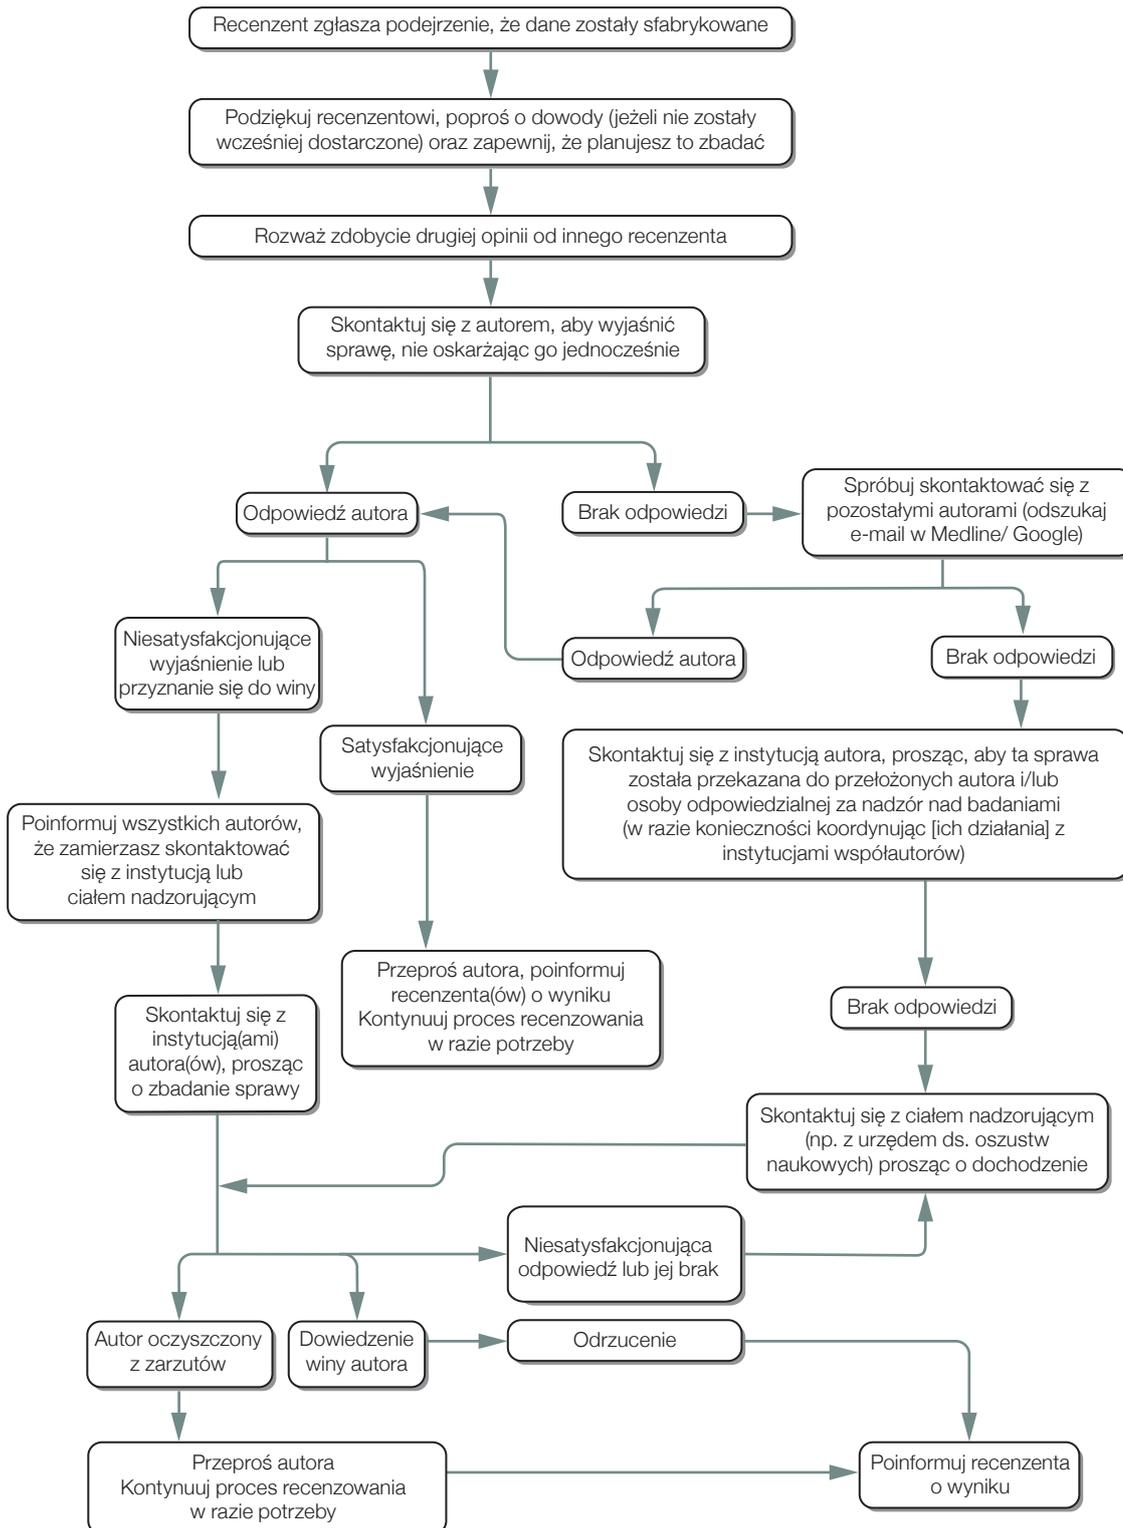 Recenzent zgłasza podejrzenie, że dane zostały sfabrykowane
Podziękuj recenzentowi, poproś o dowody (jeżeli nie zostały
wcześniej dostarczone) oraz zapewnij, że planujesz to zbadać
Rozważ zdobycie drugiej opinii od innego recenzenta
Skontaktuj się z autorem, aby wyjaśnić
sprawę, nie oskarżając go jednocześnie
Odpowiedź autora
Brak odpowiedzi
Spróbuj skontaktować się z
pozostałymi autorami (odszukaj
e-mail w Medline/ Google)
Niesatysfakcjonujące
wyjaśnienie lub
przyznanie się do winy
Odpowiedź autora
Brak odpowiedzi
Satysfakcjonujące
wyjaśnienie
Skontaktuj się z instytucją autora, prosząc, aby ta sprawa
została przekazana do przełożonych autora i/lub
osoby odpowiedzialnej za nadzór nad badaniami
(w razie konieczności koordynując [ich działania] z
instytucjami współautorów)
Poinformuj wszystkich autorów,
że zamierzasz skontaktować
się z instytucją lub
ciałem nadzorującym
Przeproś autora, poinformuj
recenzenta(ów) o wyniku
Kontynuuj proces recenzowania
w razie potrzeby
Brak odpowiedzi
Skontaktuj się z
instytucją(ami)
autora(ów), prosząc
o zbadanie sprawy
Skontaktuj się z ciałem nadzorującym
(np. z urzędem ds. oszustw
naukowych) prosząc o dochodzenie
Niesatysfakcjonująca
odpowiedź lub jej brak
Autor oczyszczony
z zarzutów
Dowiedzenie
winy autora
Odrzucenie
Przeproś autora
Kontynuuj proces recenzowania
w razie potrzeby
Poinformuj recenzenta
o wyniku